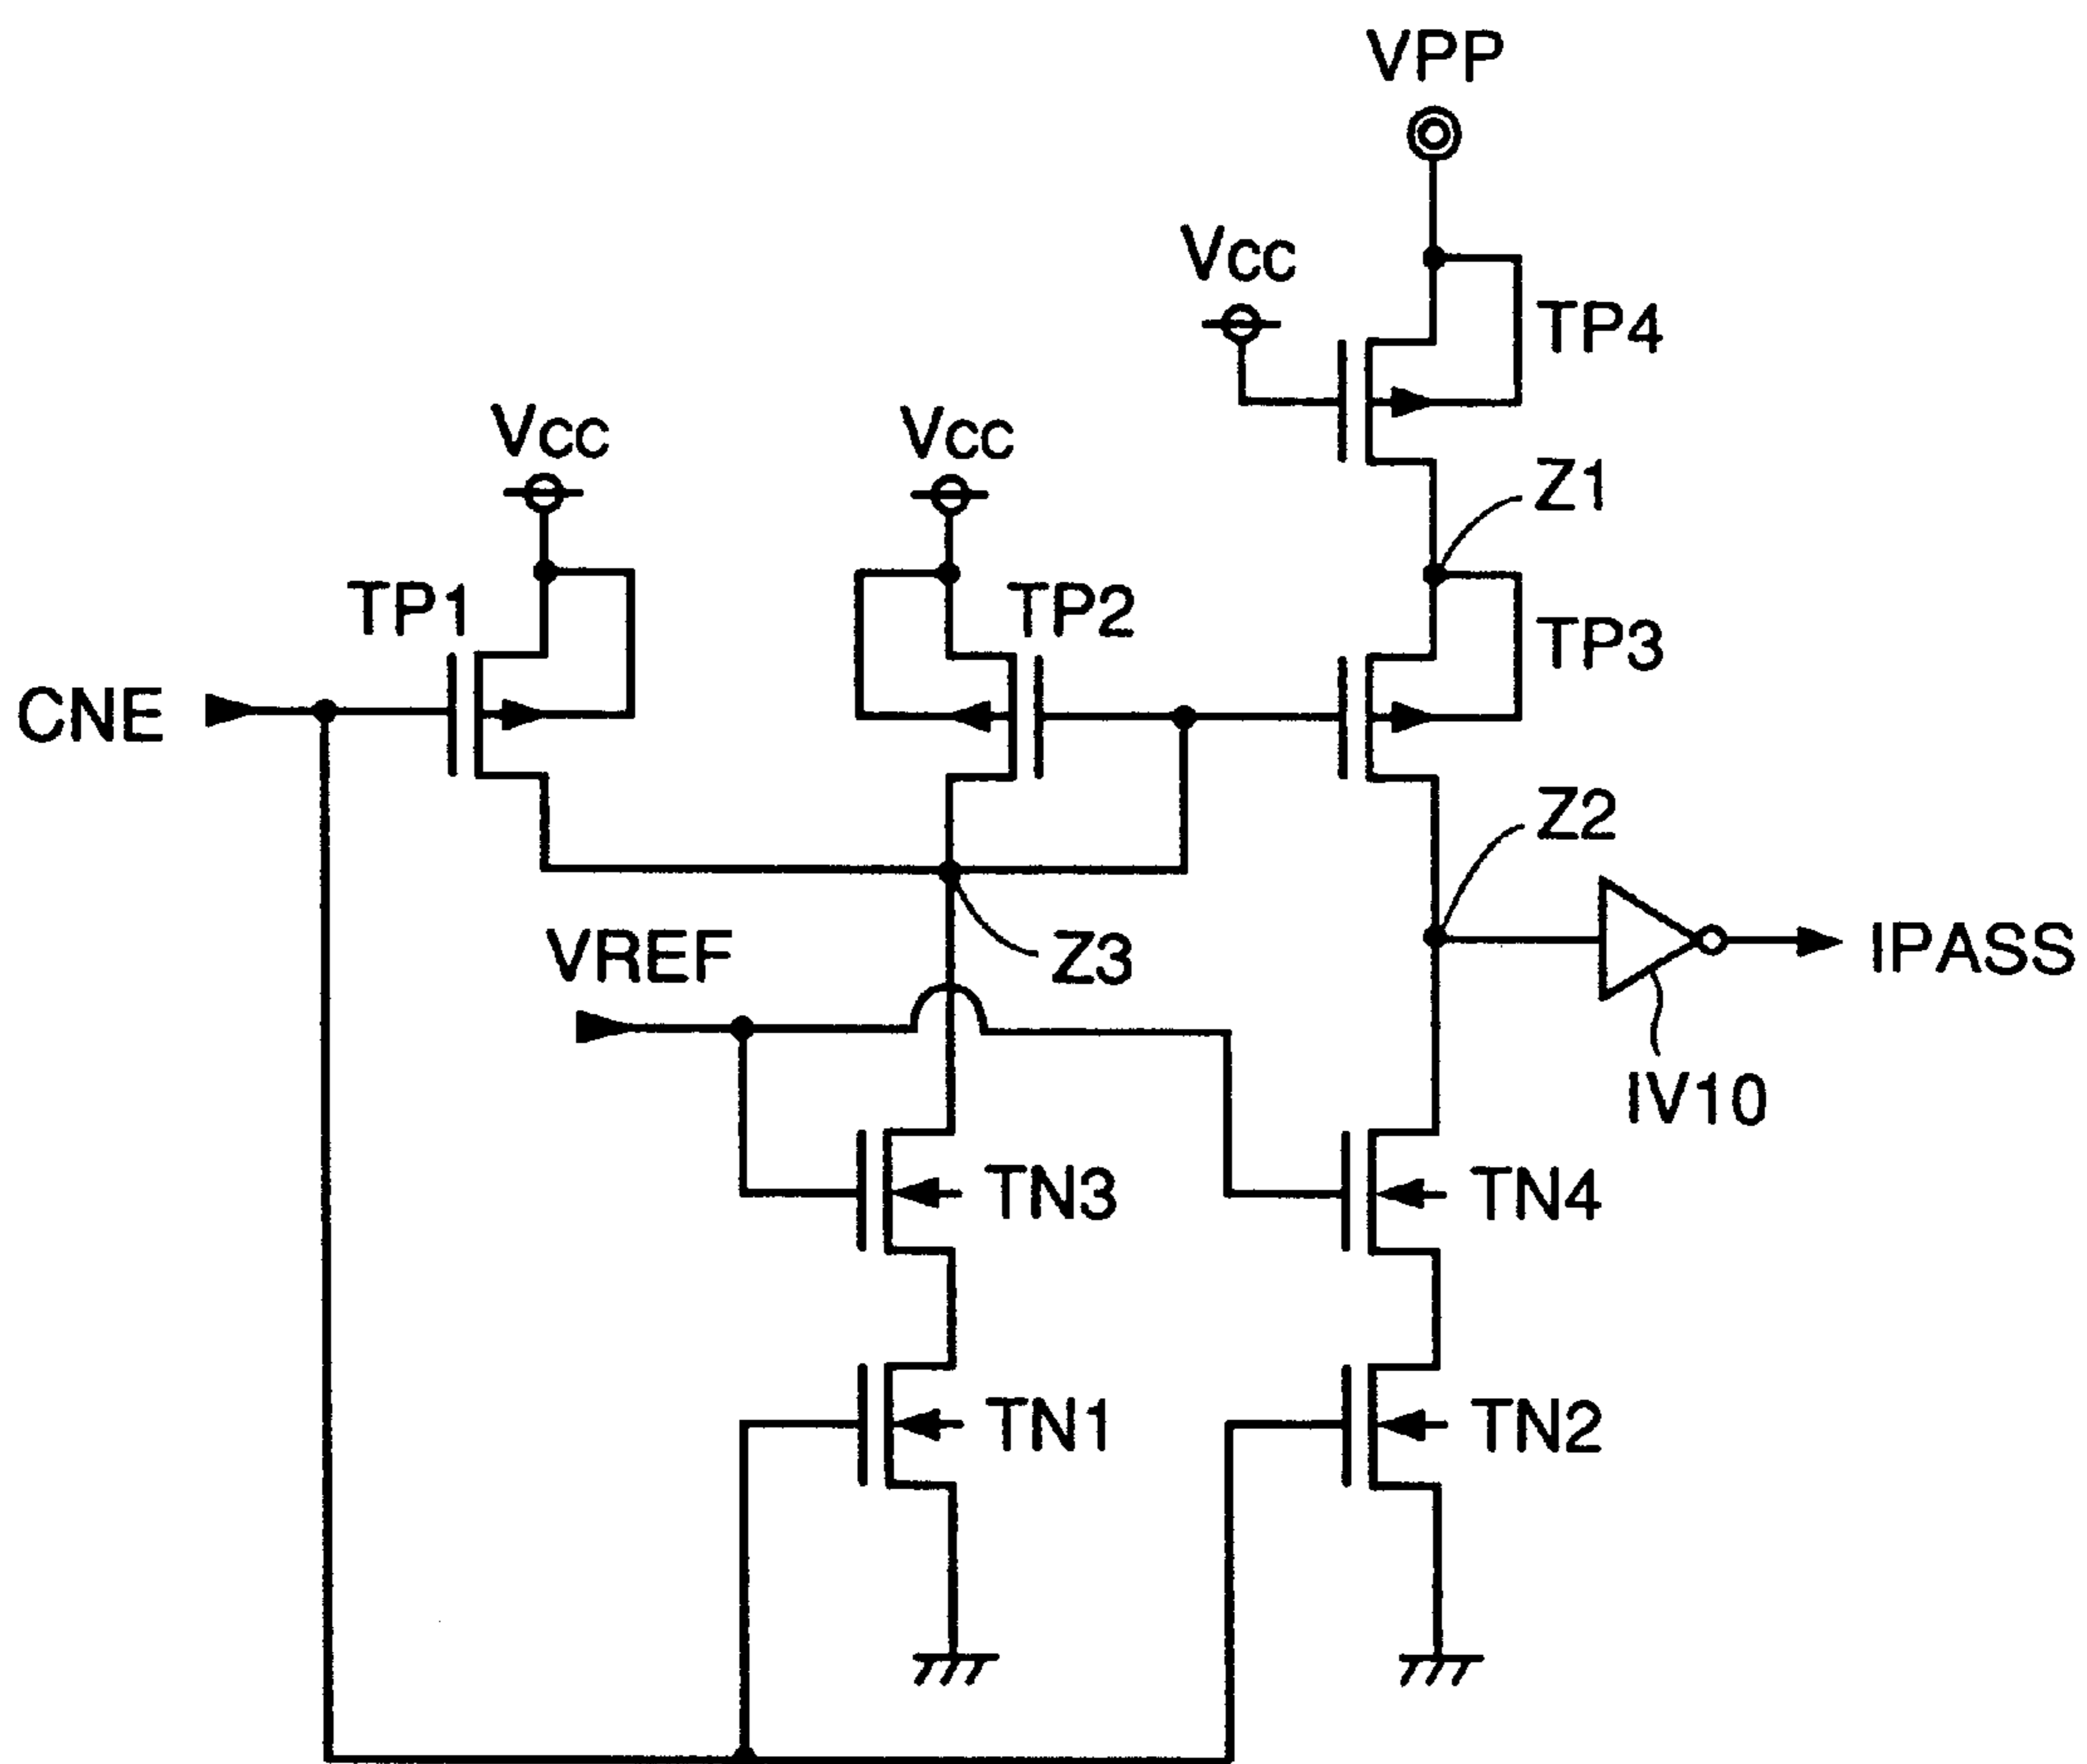 VPP
VCC
TP4
VCC
VCC
Z1
TP1
TP2
TP3
CNE
Z2
VREF
Z3
IPASS
IV10
TN3
TN4
TN1
TN2